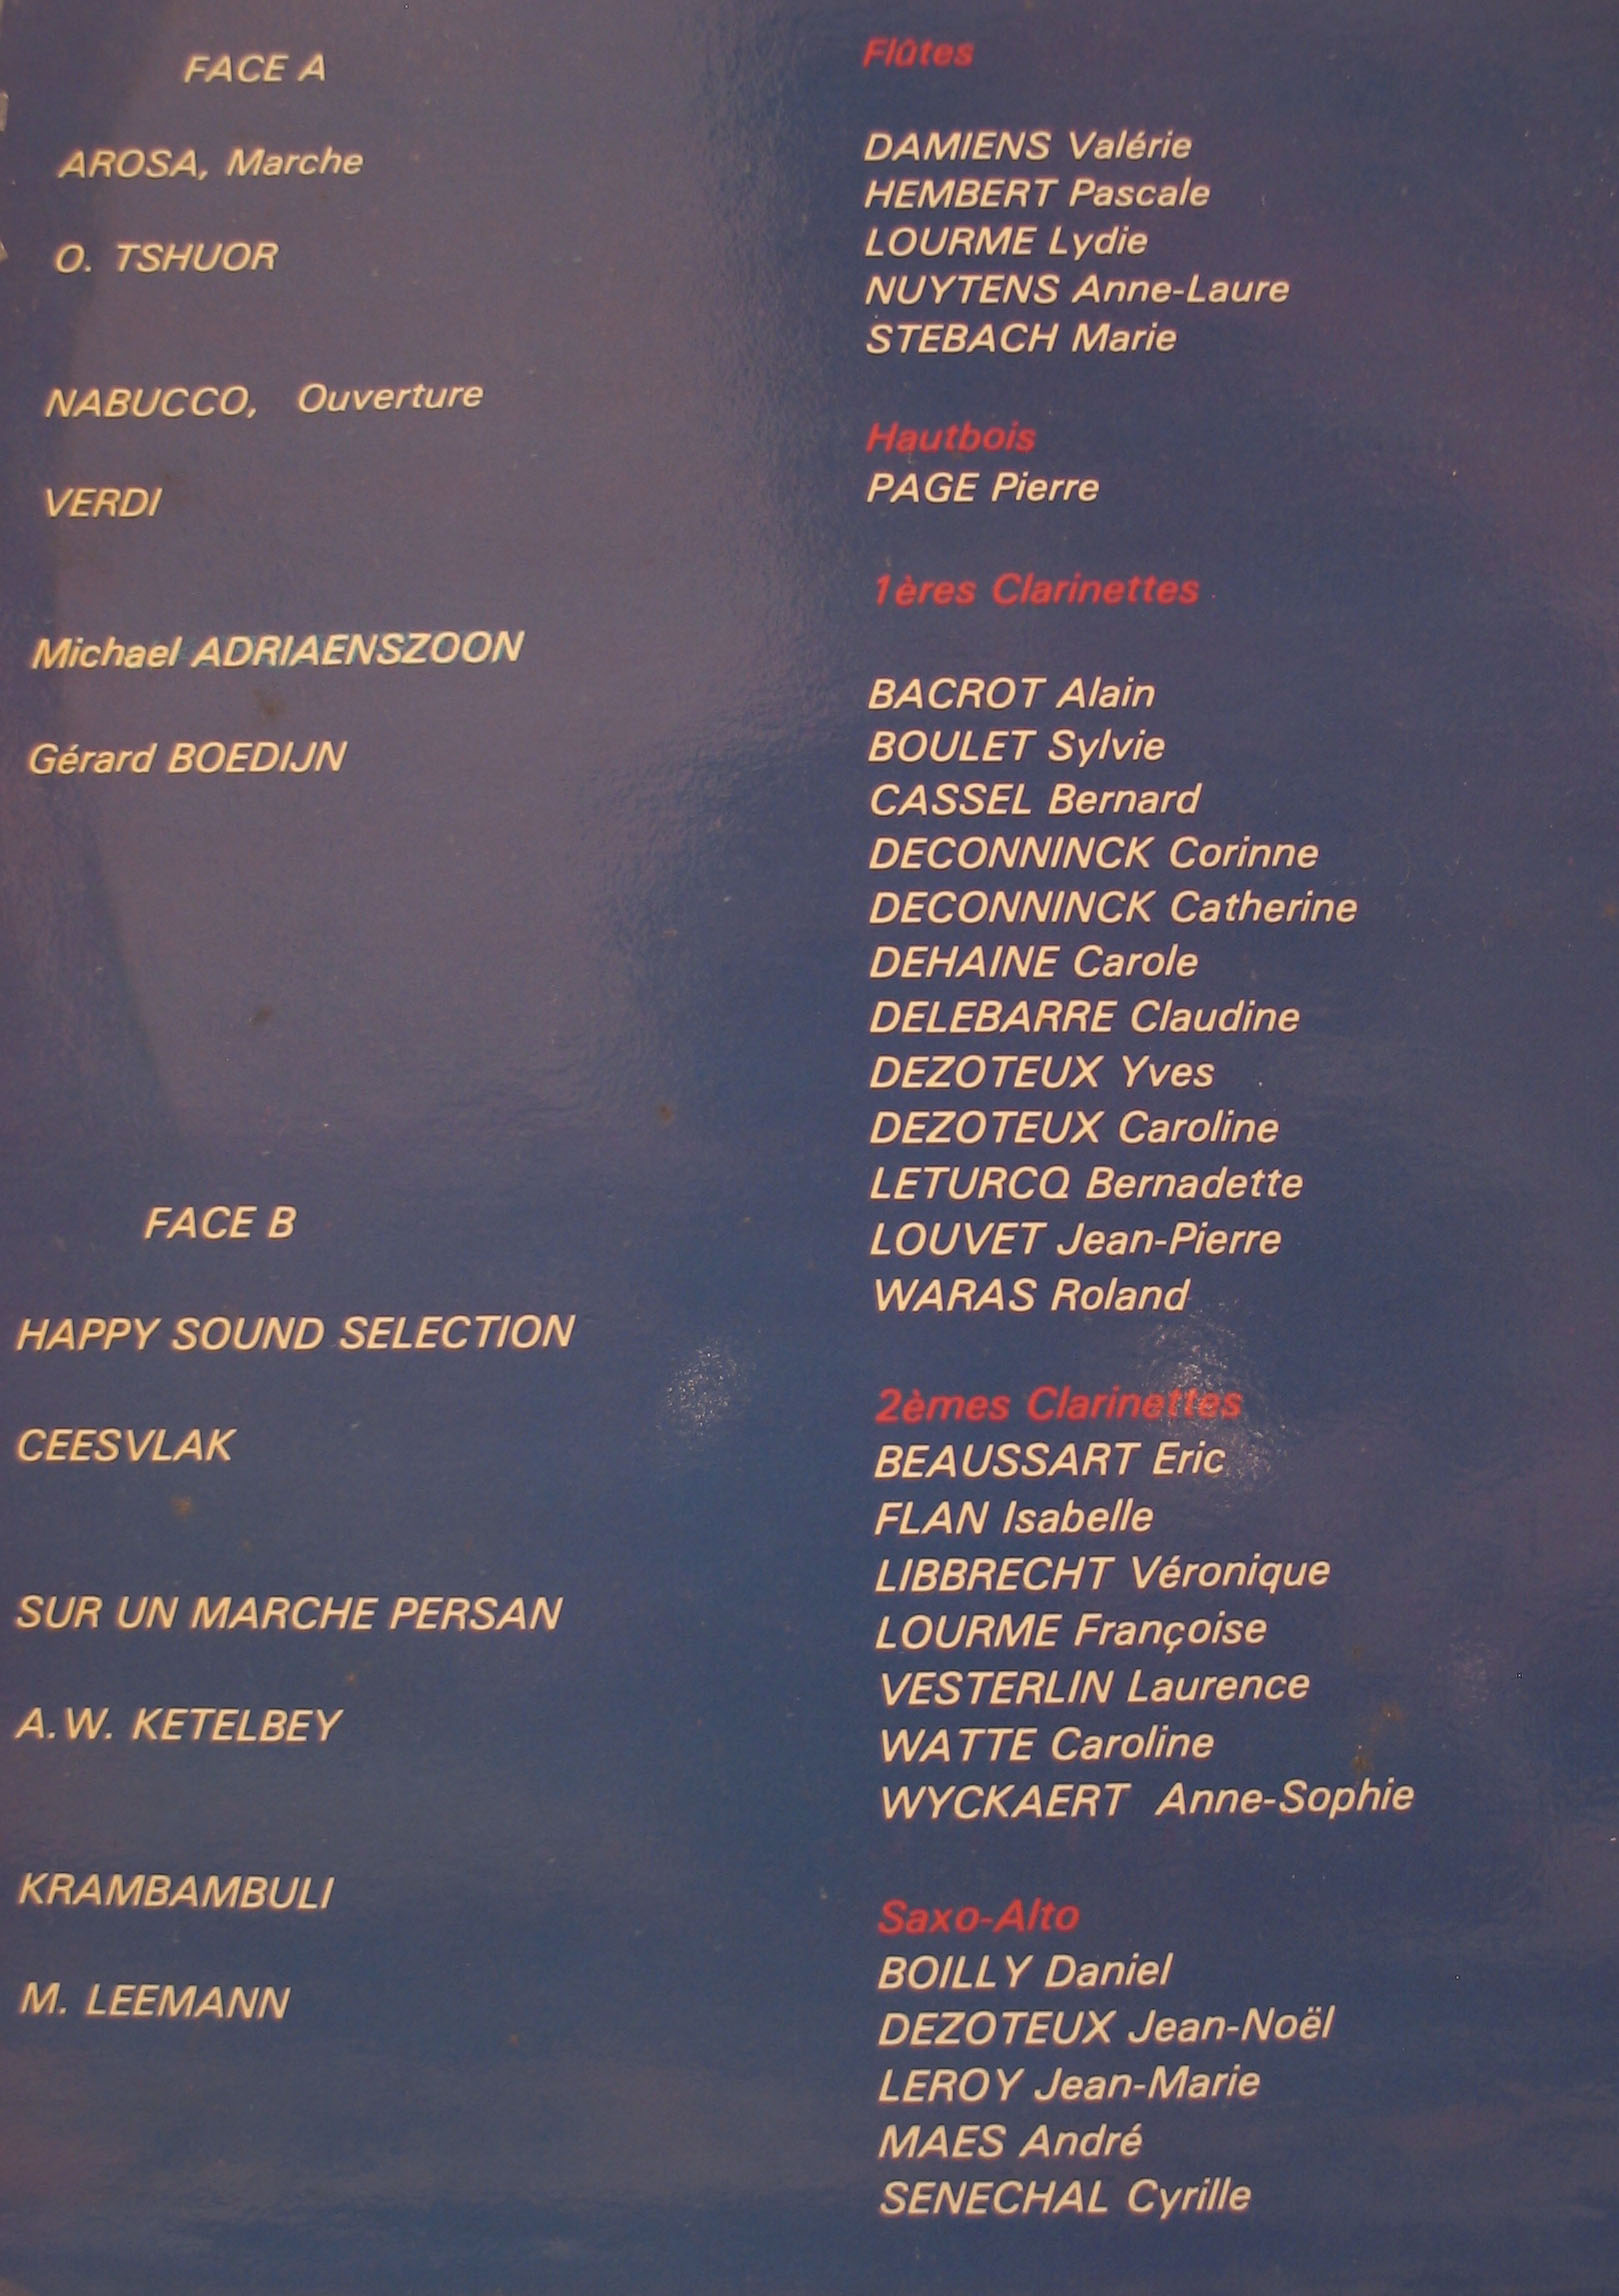 FACE A
AROSA, Marche
O. TSHUOR
NABUCCO, Ouverture
VERDI
Michael ADRIAENSZOON
Gérard BOEDIJN
FACE B
HAPPY SOUND SELECTION
CEESVLAK
SUR UN MARCHE PERSAN
A.W. KETELBEY
KRAMBAMBULI
M. LEEMANN
Flûtes
DAMIENS Valérie
HEMBERT Pascale
LOURME Lydie
NUYTENS Anne-Laure
STEBACH Marie
Hautbois
PAGE Pierre
1ères Clarinettes
BACROT Alain
BOULET Sylvie
CASSEL Bernard
DECONNINCK Corinne
DECONNINCK Catherine
DEHAINE Carole
DELEBARRE Claudine
DEZOTEUX Yves
DEZOTEUX Caroline
LETURCQ Bernadette
LOUVET Jean-Pierre
WARAS Roland
2èmes Clarinettes
BEAUSSART Eric
FLAN Isabelle
LIBBRECHT Véronique
LOURME Françoise
VESTERLIN Laurence
WATTE Caroline
WYCKAERT Anne-Sophie
Saxo-Alto
BOILLY Daniel
DEZOTEUX Jean-Noël
LEROY Jean-Marie
MAES André
SENECHAL Cyrille